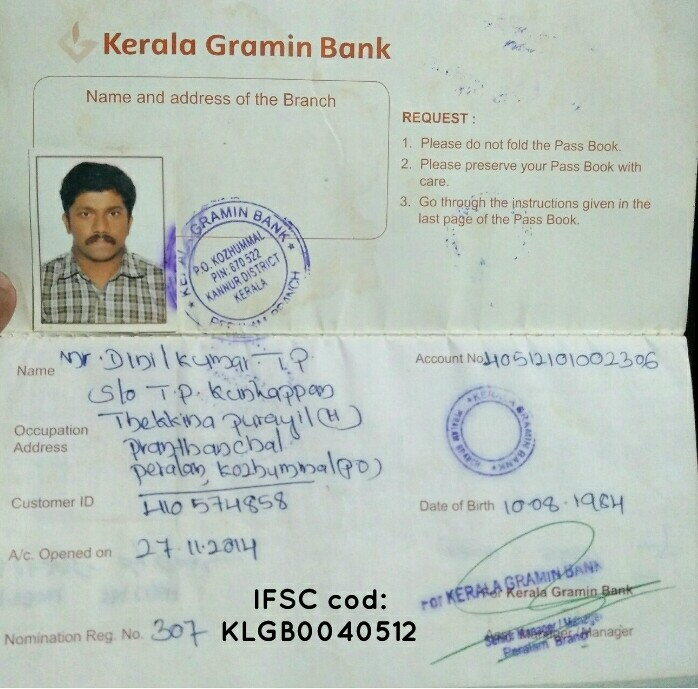 Kerala Gramin Bank
Name and address of the Branch
REQUEST :
1. Please do not fold the Pass Book.
2. Please preserve your Pass Book with
care.
3. Go through the instructions given in the
last page of the Pass Book.
GRAMIN BANK
P.O. KOZHUMMAL
PIN: 670 522
KANNUR DISTRICT
KERALA
BRANCH
Name Mr. Dinil kumar T.P
S/o T.P. Kunhappan
Occupation Thekkina purayil (H)
Address Pranthanchal
peralam, Kozhummal (PO)
Account No 40512101002306
KERALA GRAMIN BANK
Customer ID 410 574858
Date of Birth 10.08.1984
A/c. Opened on 27.11.2014
FOR KERALA GRAMIN BANK
For Kerala Gramin Bank
IFSC cod:
KLGB0040512
Nomination Reg. No. 307
Manager / Manager
Peralam Branch